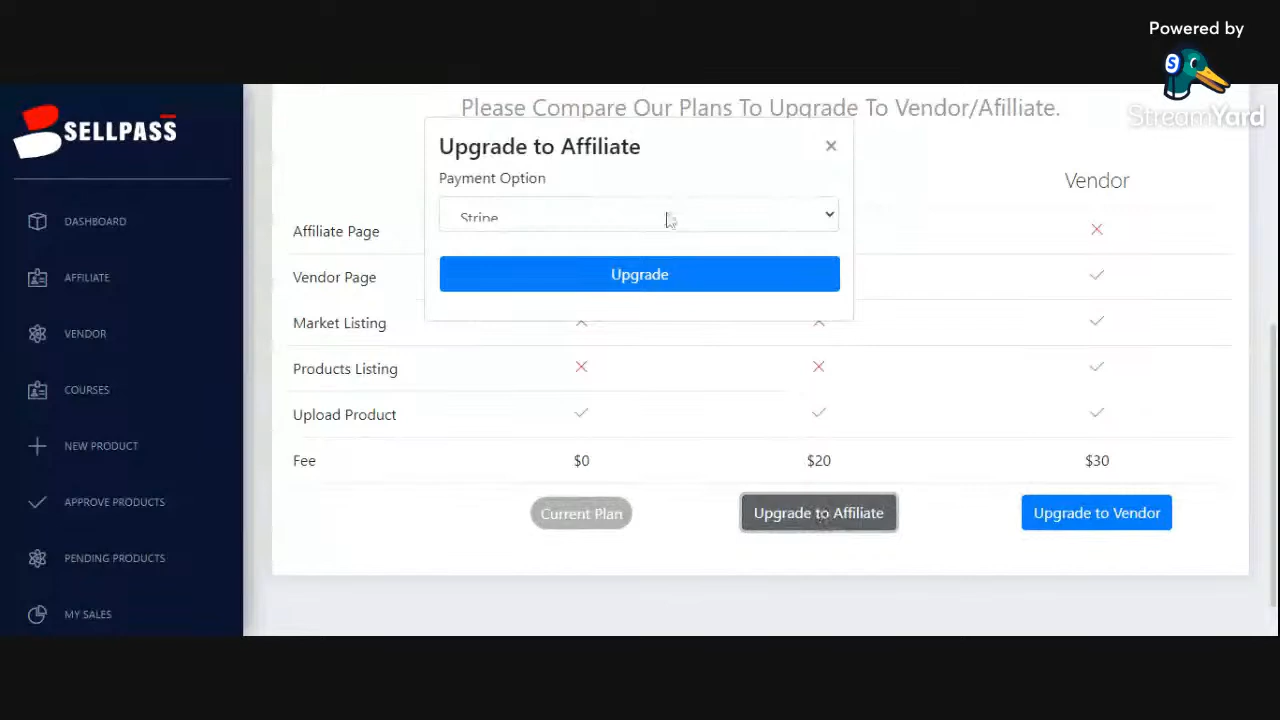 Powered by
StreamYard
SELLPASS
Please Compare Our Plans To Upgrade To Vendor/Afiliate.
Upgrade to Affiliate
×
Payment Option
Stripe
Upgrade
Vendor
Affiliate Page
Vendor Page
Market Listing
Products Listing
Upload Product
Fee $0 $20 $30
Current Plan Upgrade to Affiliate Upgrade to Vendor
DASHBOARD
AFFILIATE
VENDOR
COURSES
NEW PRODUCT
APPROVE PRODUCTS
PENDING PRODUCTS
MY SALES